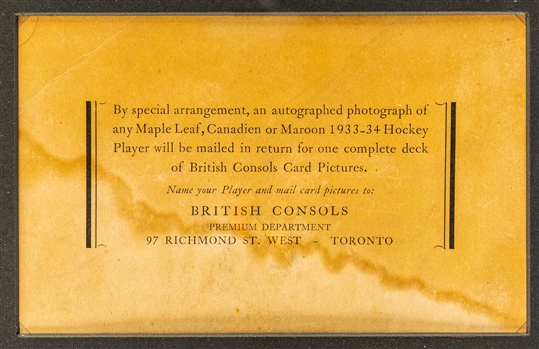 By special arrangement, an autographed photograph of
any Maple Leaf, Canadien or Maroon 1933-34 Hockey
Player will be mailed in return for one complete deck
of British Consols Card Pictures.
Name your Player and mail card pictures to:
BRITISH CONSOLS
PREMIUM DEPARTMENT
97 RICHMOND ST. WEST - TORONTO